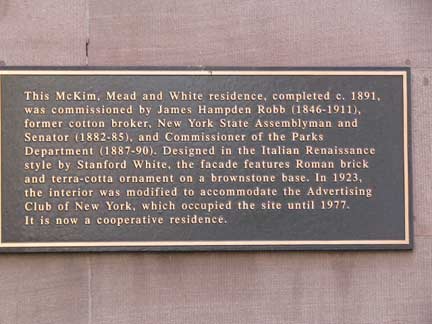 This McKim, Mead and White residence, completed c. 1891,
was commissioned by James Hampden Robb (1846-1911),
former cotton broker, New York State Assemblyman and
Senator (1882-85), and Commissioner of the Parks
Department (1887-90). Designed in the Italian Renaissance
style by Stanford White, the facade features Roman brick
and terra-cotta ornament on a brownstone base. In 1923,
the interior was modified to accommodate the Advertising
Club of New York, which occupied the site until 1977.
It is now a cooperative residence.